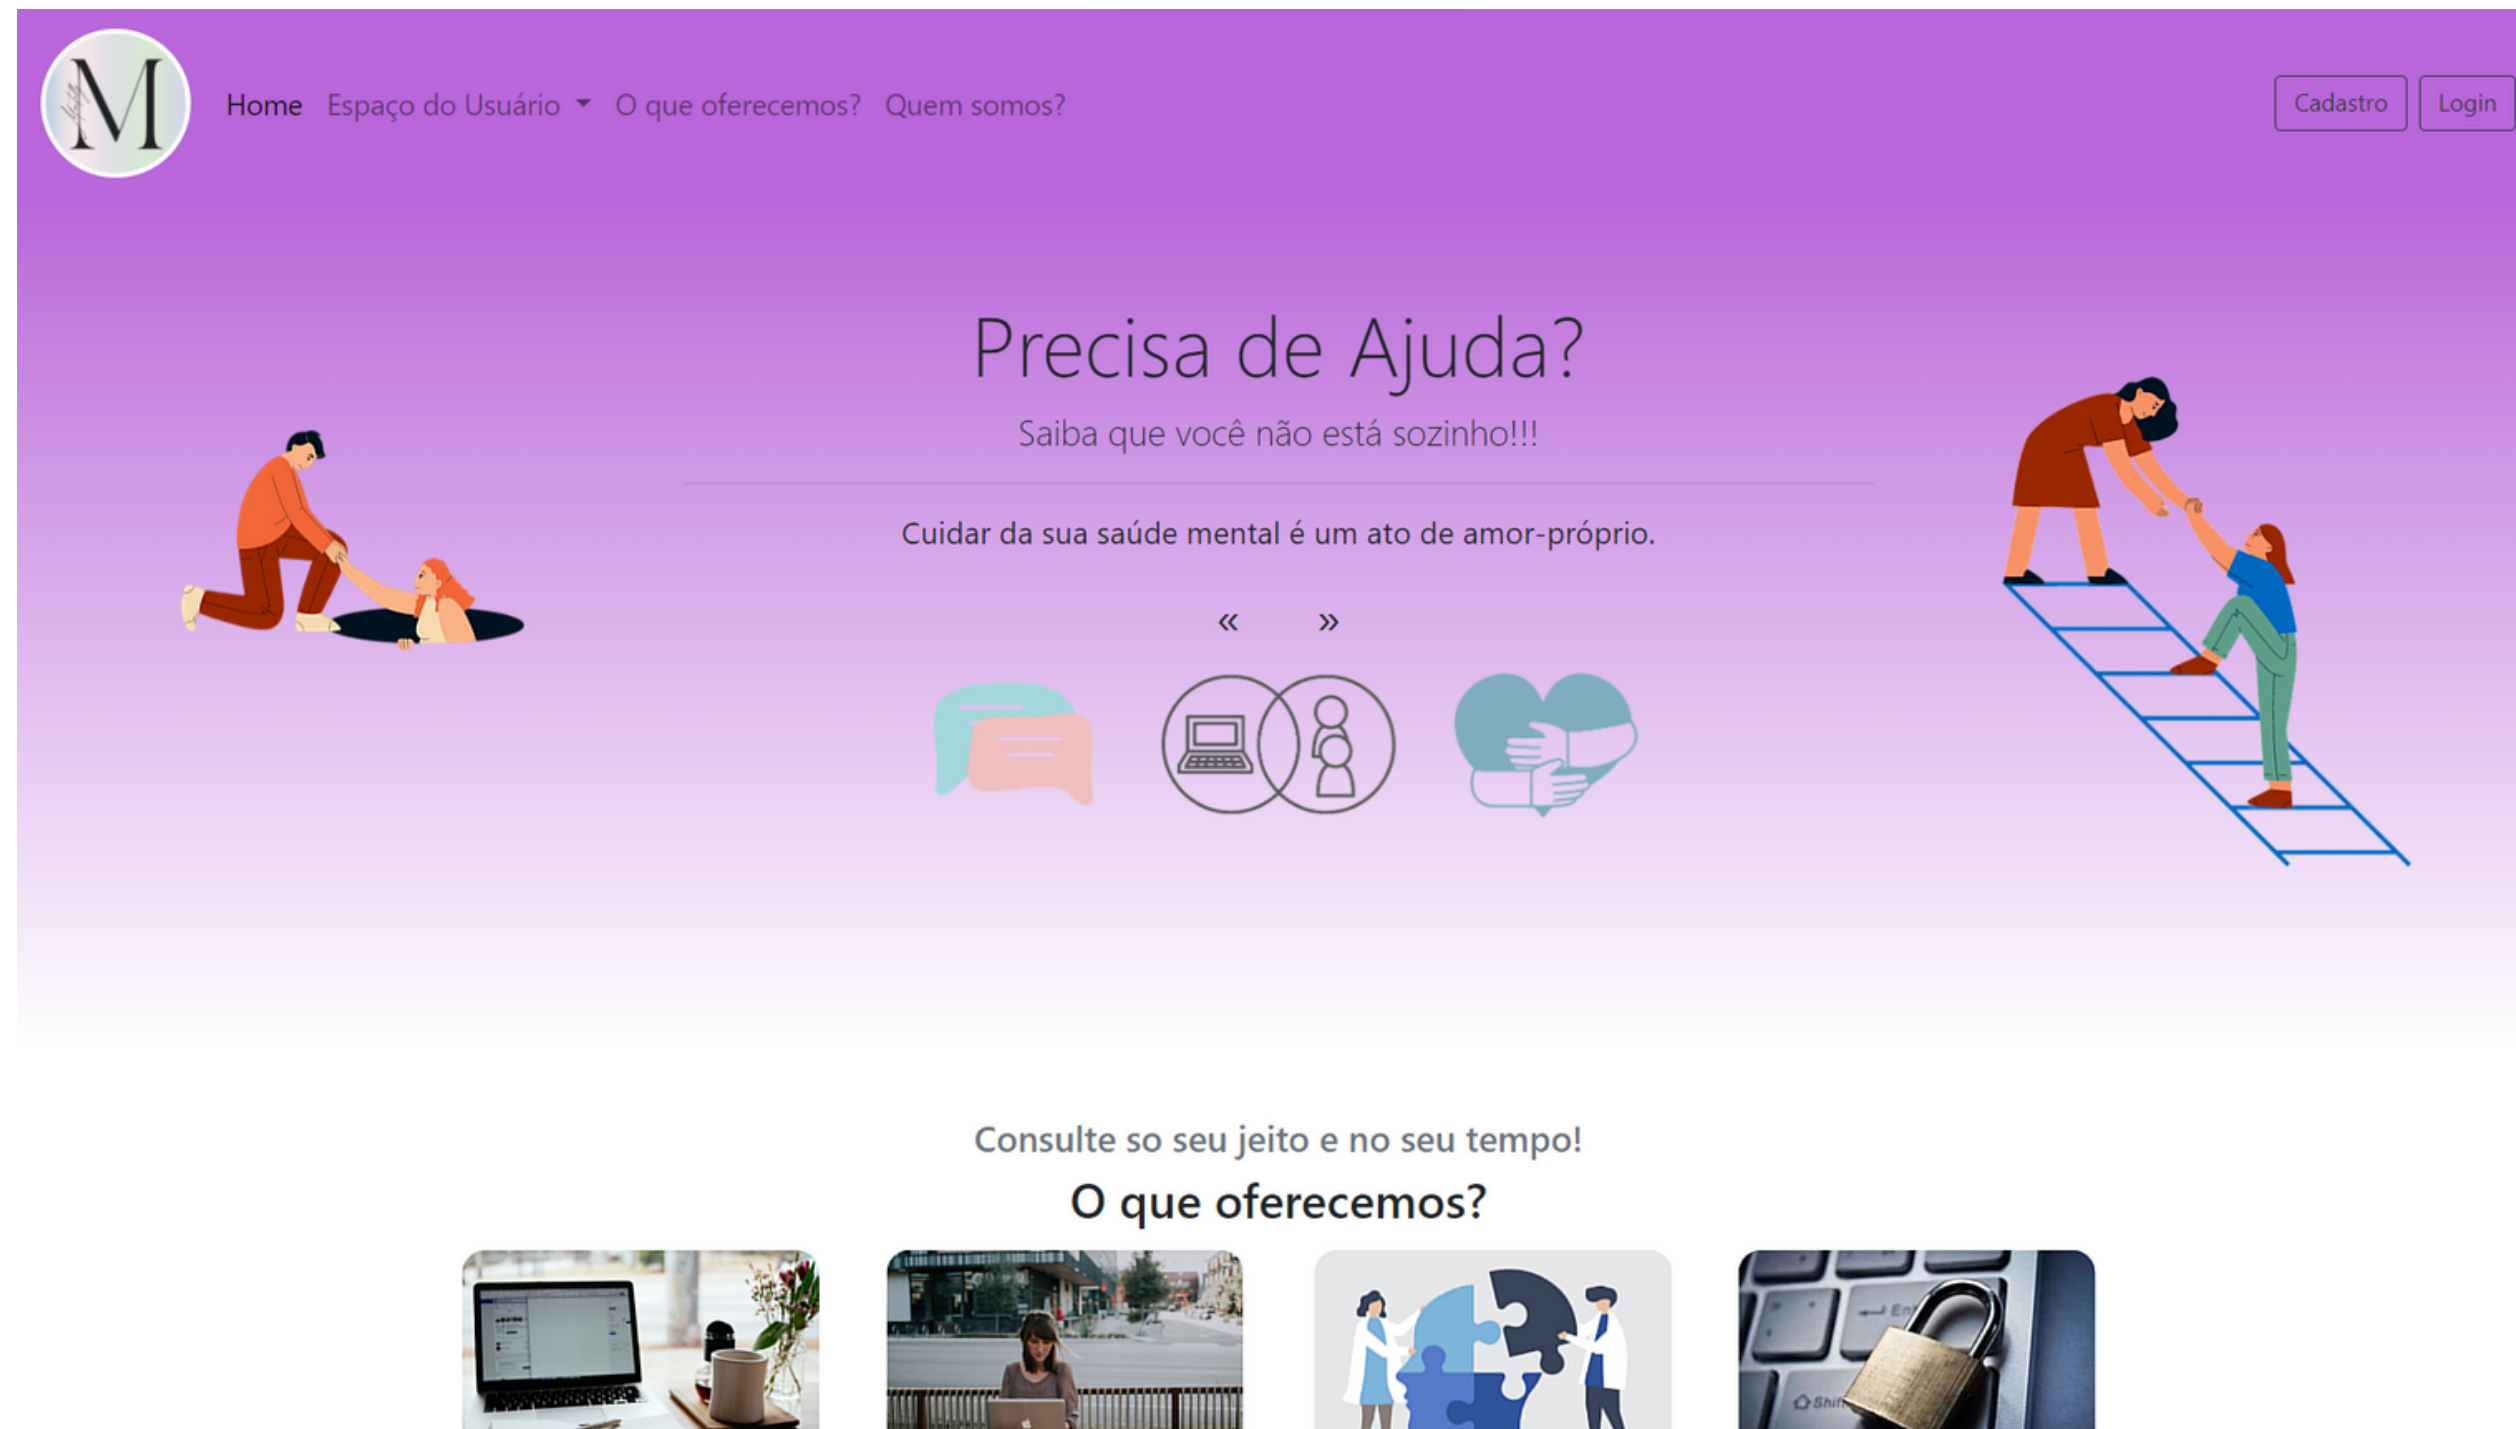 M
Home Espaço do Usuário O que oferecemos? Quem somos? Cadastro Login
Precisa de Ajuda?
Saiba que você não está sozinho!!!
Cuidar da sua saúde mental é um ato de amor-próprio.
« »
Consulte so seu jeito e no seu tempo!
O que oferecemos?